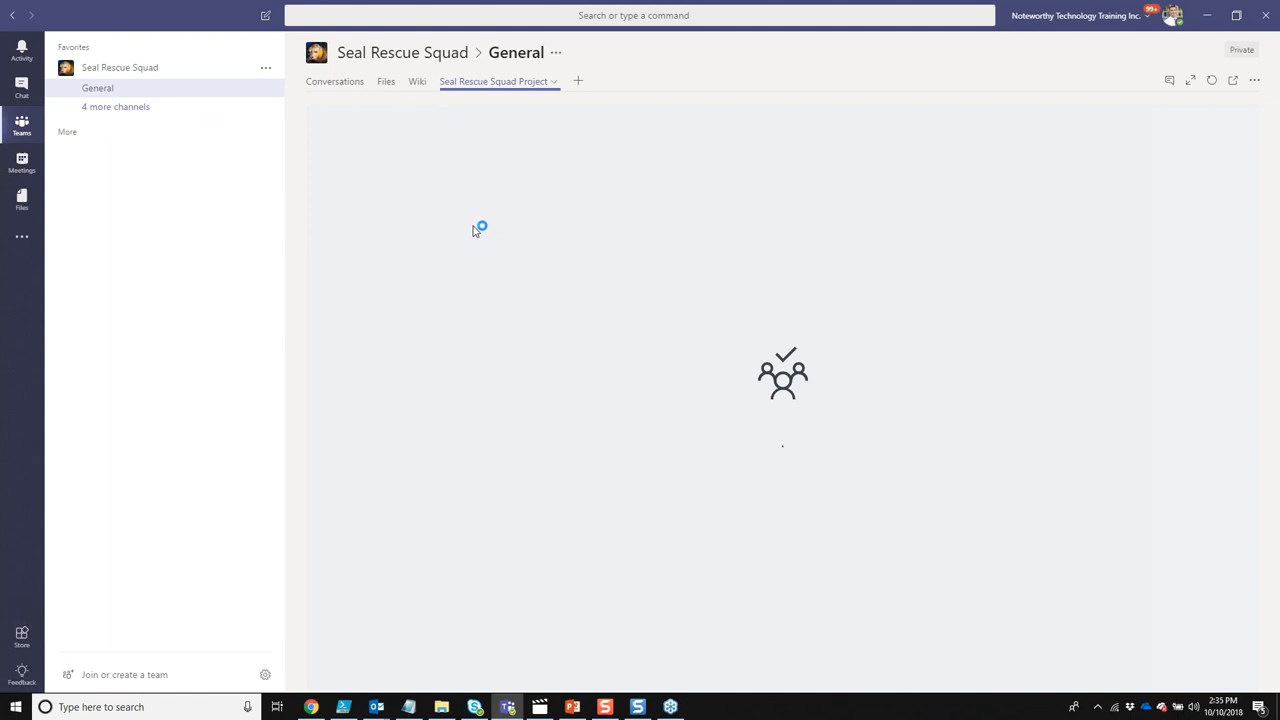 Search or type a command
Noteworthy Technology Training Inc.
99+
Activity
Chat
Teams
Meetings
Files
Store
Feedback
Favorites
Seal Rescue Squad
General
4 more channels
More
Join or create a team
Seal Rescue Squad > General
Private
Conversations Files Wiki Seal Rescue Squad Project
Type here to search
2:35 PM
10/10/2018